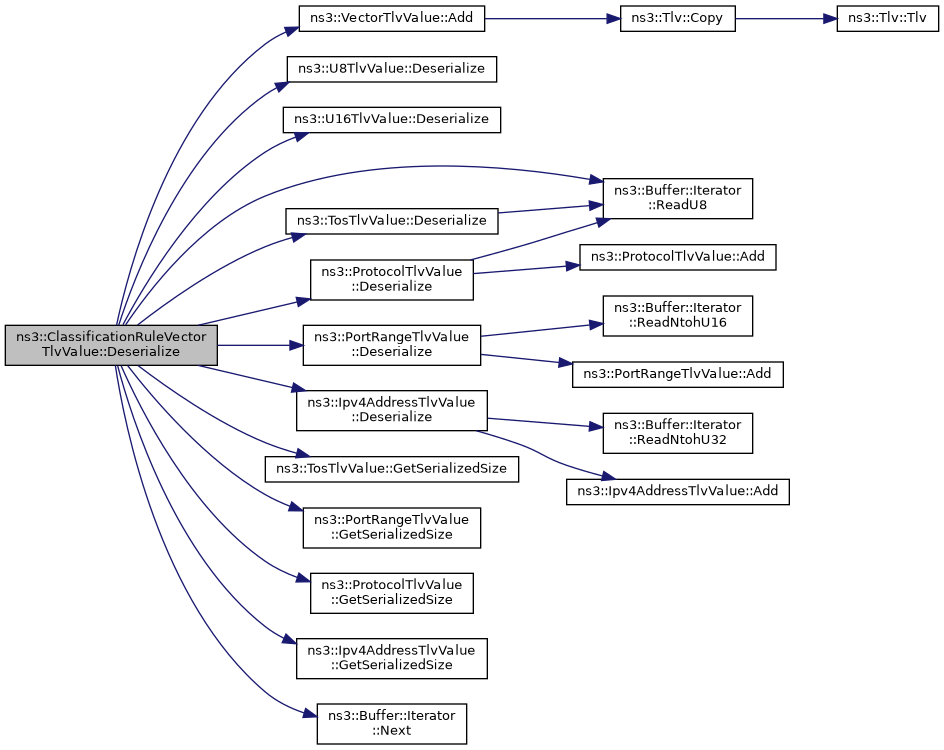 ns3::VectorTlvValue::Add
ns3::Tlv::Copy
ns3::Tlv::Tlv
ns3::U8TlvValue::Deserialize
ns3::U16TlvValue::Deserialize
ns3::Buffer::Iterator
::ReadU8
ns3::TosTlvValue::Deserialize
ns3::ProtocolTlvValue::Add
ns3::ProtocolTlvValue
::Deserialize
ns3::Buffer::Iterator
::ReadNtohU16
ns3::ClassificationRuleVector
TlvValue::Deserialize
ns3::PortRangeTlvValue
::Deserialize
ns3::PortRangeTlvValue::Add
ns3::Ipv4AddressTlvValue
::Deserialize
ns3::Buffer::Iterator
::ReadNtohU32
ns3::TosTlvValue::GetSerializedSize
ns3::Ipv4AddressTlvValue::Add
ns3::PortRangeTlvValue
::GetSerializedSize
ns3::ProtocolTlvValue
::GetSerializedSize
ns3::Ipv4AddressTlvValue
::GetSerializedSize
ns3::Buffer::Iterator
::Next